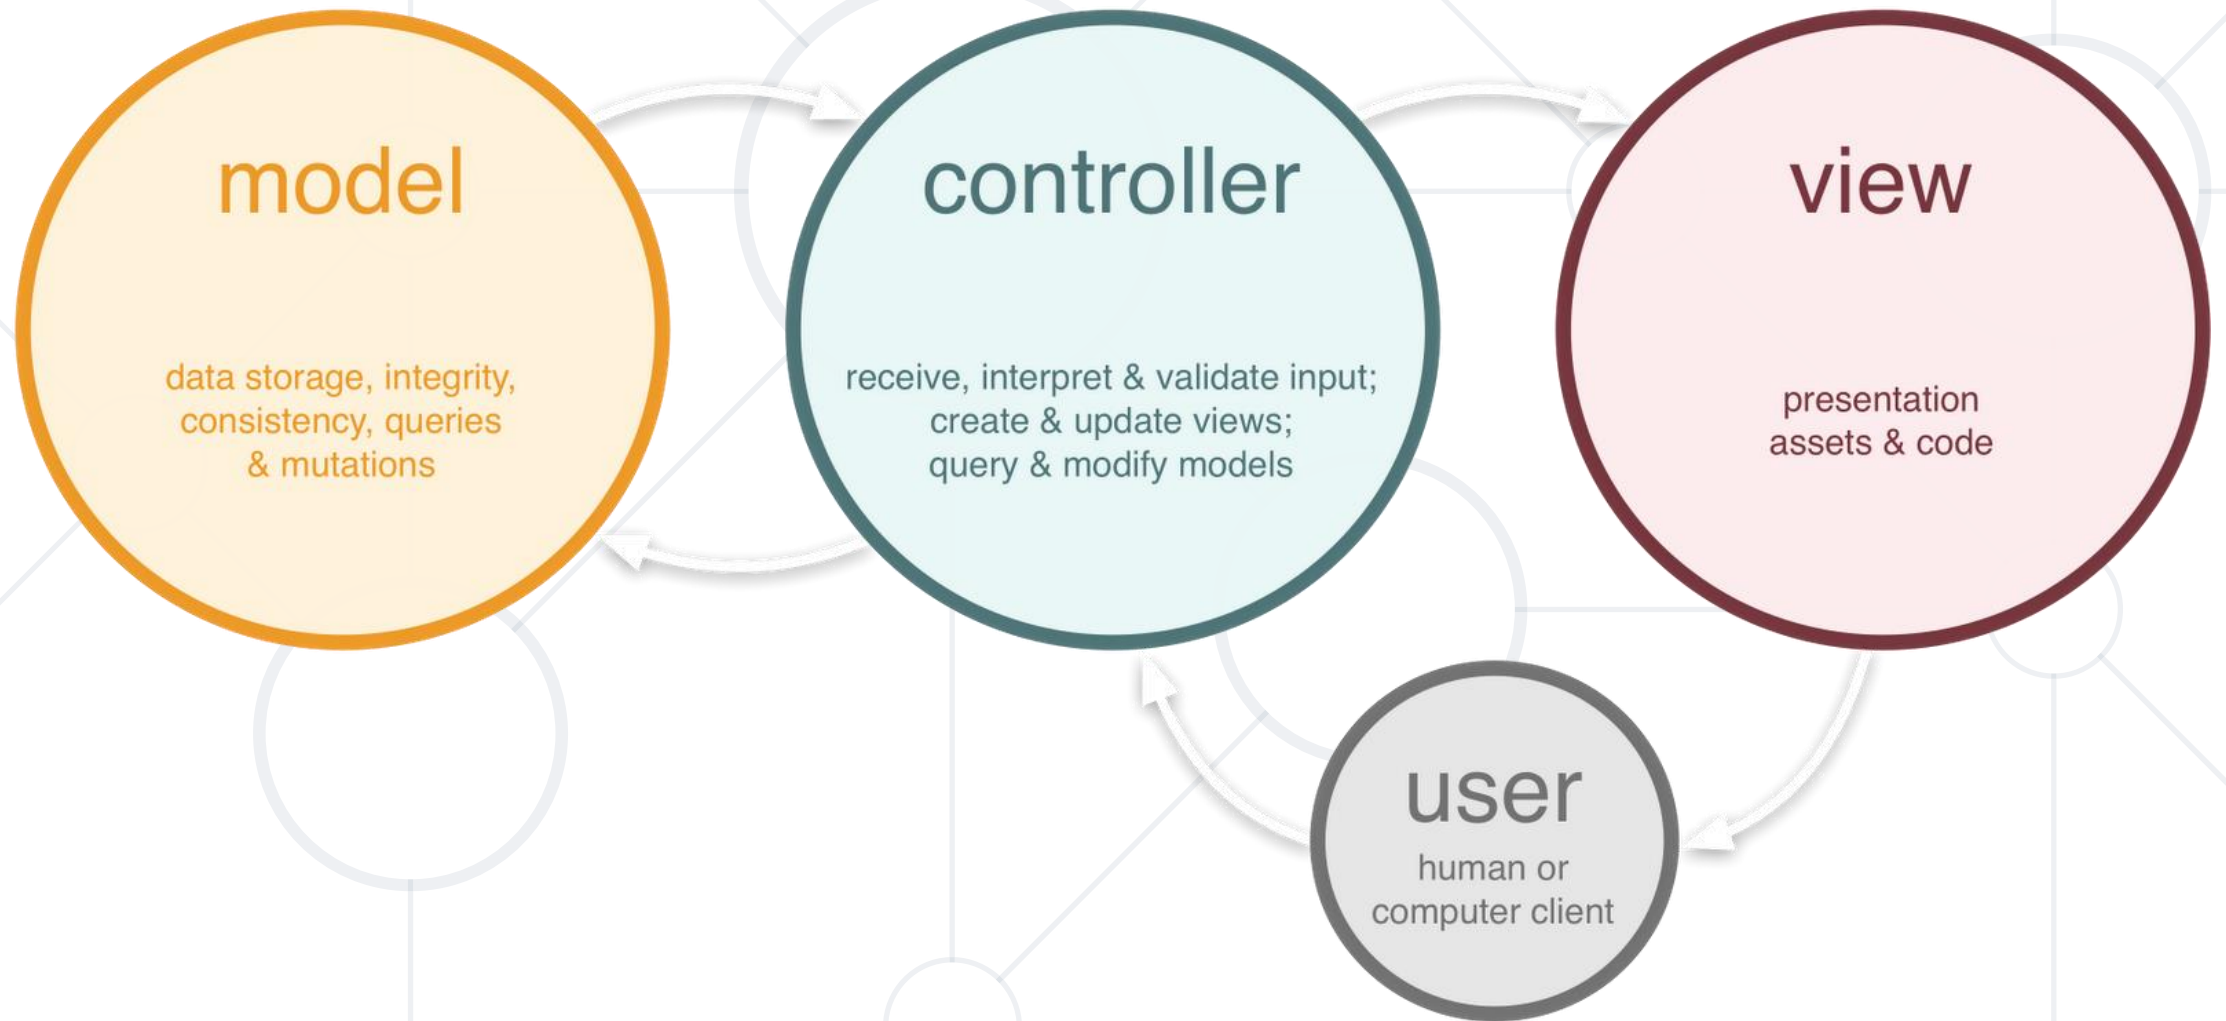 model
data storage, integrity,
consistency, queries
& mutations
controller
receive, interpret & validate input;
create & update views;
query & modify models
view
presentation
assets & code
user
human or
computer client